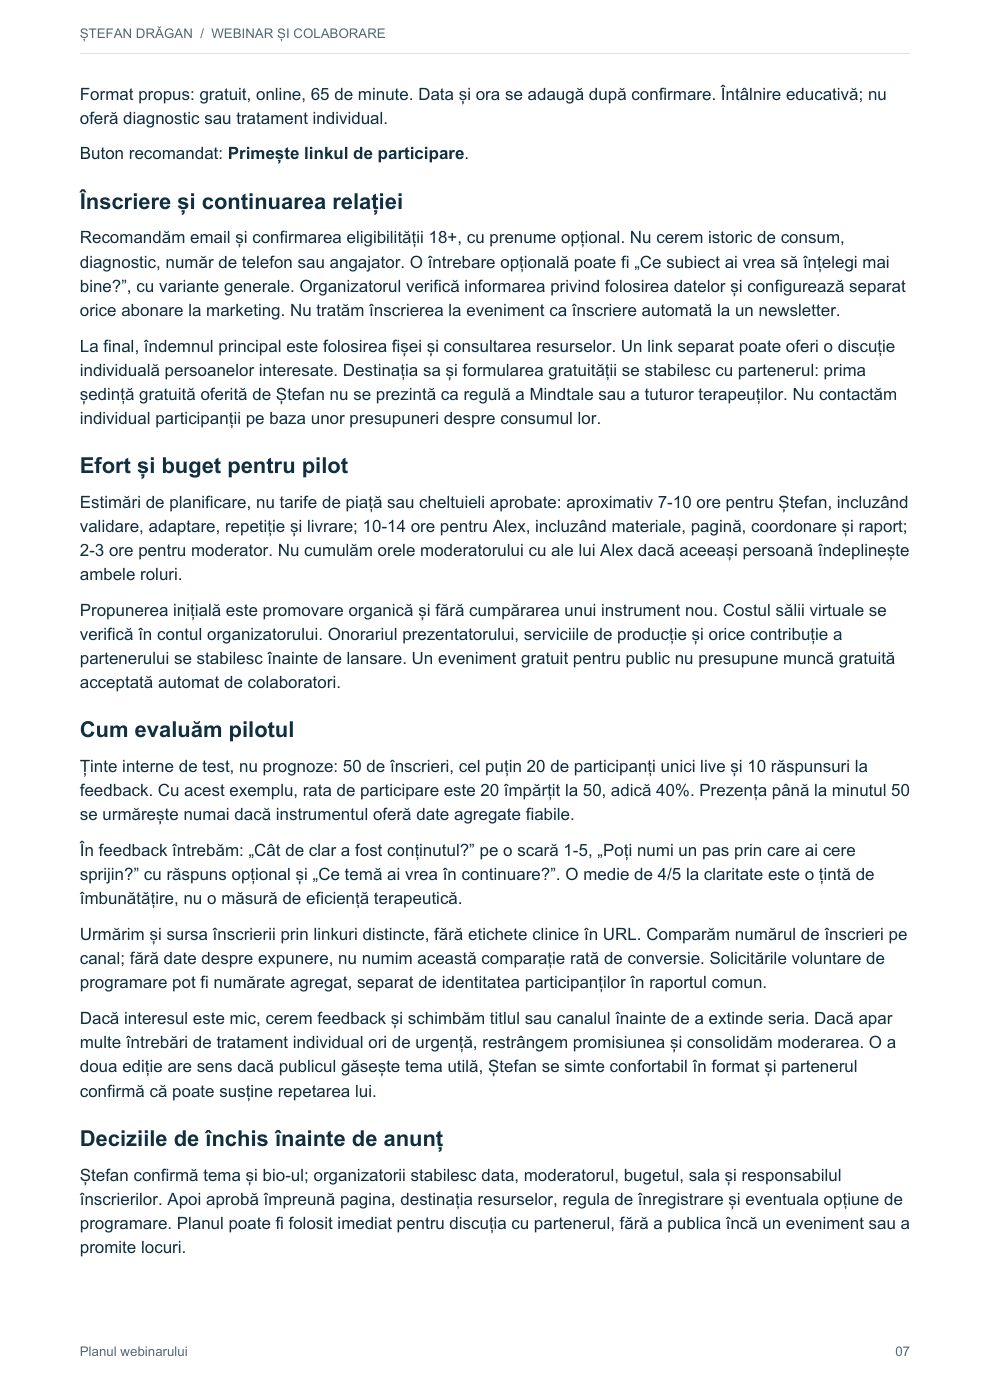 ȘTEFAN DRĂGAN / WEBINAR ȘI COLABORARE
Format propus: gratuit, online, 65 de minute. Data și ora se adaugă după confirmare. Întâlnire educativă; nu
oferă diagnostic sau tratament individual.
Buton recomandat: Primește linkul de participare.
Înscriere și continuarea relației
Recomandăm email și confirmarea eligibilității 18+, cu prenume opțional. Nu cerem istoric de consum,
diagnostic, număr de telefon sau angajator. O întrebare opțională poate fi „Ce subiect ai vrea să înțelegi mai
bine?”, cu variante generale. Organizatorul verifică informarea privind folosirea datelor și configurează separat
orice abonare la marketing. Nu tratăm înscrierea la eveniment ca înscriere automată la un newsletter.
La final, îndemnul principal este folosirea fișei și consultarea resurselor. Un link separat poate oferi o discuție
individuală persoanelor interesate. Destinația sa și formularea gratuității se stabilesc cu partenerul: prima
ședință gratuită oferită de Ștefan nu se prezintă ca regulă a Mindtale sau a tuturor terapeuților. Nu contactăm
individual participanții pe baza unor presupuneri despre consumul lor.
Efort și buget pentru pilot
Estimări de planificare, nu tarife de piață sau cheltuieli aprobate: aproximativ 7-10 ore pentru Ștefan, incluzând
validare, adaptare, repetiție și livrare; 10-14 ore pentru Alex, incluzând materiale, pagină, coordonare și raport;
2-3 ore pentru moderator. Nu cumulăm orele moderatorului cu ale lui Alex dacă aceeași persoană îndeplinește
ambele roluri.
Propunerea inițială este promovare organică și fără cumpărarea unui instrument nou. Costul sălii virtuale se
verifică în contul organizatorului. Onorariul prezentatorului, serviciile de producție și orice contribuție a
partenerului se stabilesc înainte de lansare. Un eveniment gratuit pentru public nu presupune muncă gratuită
acceptată automat de colaboratori.
Cum evaluăm pilotul
Ținte interne de test, nu prognoze: 50 de înscrieri, cel puțin 20 de participanți unici live și 10 răspunsuri la
feedback. Cu acest exemplu, rata de participare este 20 împărțit la 50, adică 40%. Prezența până la minutul 50
se urmărește numai dacă instrumentul oferă date agregate fiabile.
În feedback întrebăm: „Cât de clar a fost conținutul?” pe o scară 1-5, „Poți numi un pas prin care ai cere
sprijin?” cu răspuns opțional și „Ce temă ai vrea în continuare?”. O medie de 4/5 la claritate este o țintă de
îmbunătățire, nu o măsură de eficiență terapeutică.
Urmărim și sursa înscrierii prin linkuri distincte, fără etichete clinice în URL. Comparăm numărul de înscrieri pe
canal; fără date despre expunere, nu numim această comparație rată de conversie. Solicitările voluntare de
programare pot fi numărate agregat, separat de identitatea participanților în raportul comun.
Dacă interesul este mic, cerem feedback și schimbăm titlul sau canalul înainte de a extinde seria. Dacă apar
multe întrebări de tratament individual ori de urgență, restrângem promisiunea și consolidăm moderarea. O a
doua ediție are sens dacă publicul găsește tema utilă, Ștefan se simte confortabil în format și partenerul
confirmă că poate susține repetarea lui.
Deciziile de închis înainte de anunț
Ștefan confirmă tema și bio-ul; organizatorii stabilesc data, moderatorul, bugetul, sala și responsabilul
înscrierilor. Apoi aprobă împreună pagina, destinația resurselor, regula de înregistrare și eventuala opțiune de
programare. Planul poate fi folosit imediat pentru discuția cu partenerul, fără a publica încă un eveniment sau a
promite locuri.
Planul webinarului 07